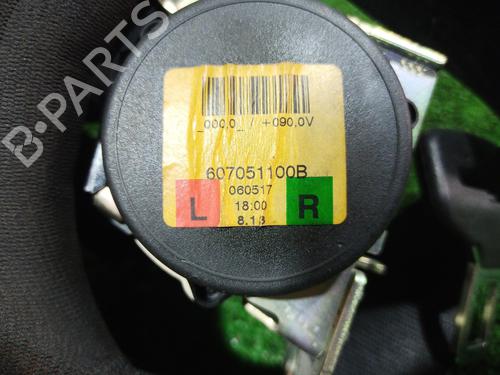 B-PARTS
_000,0_ / +090,0V
607051100B
060517
L 18:00 R
8.13